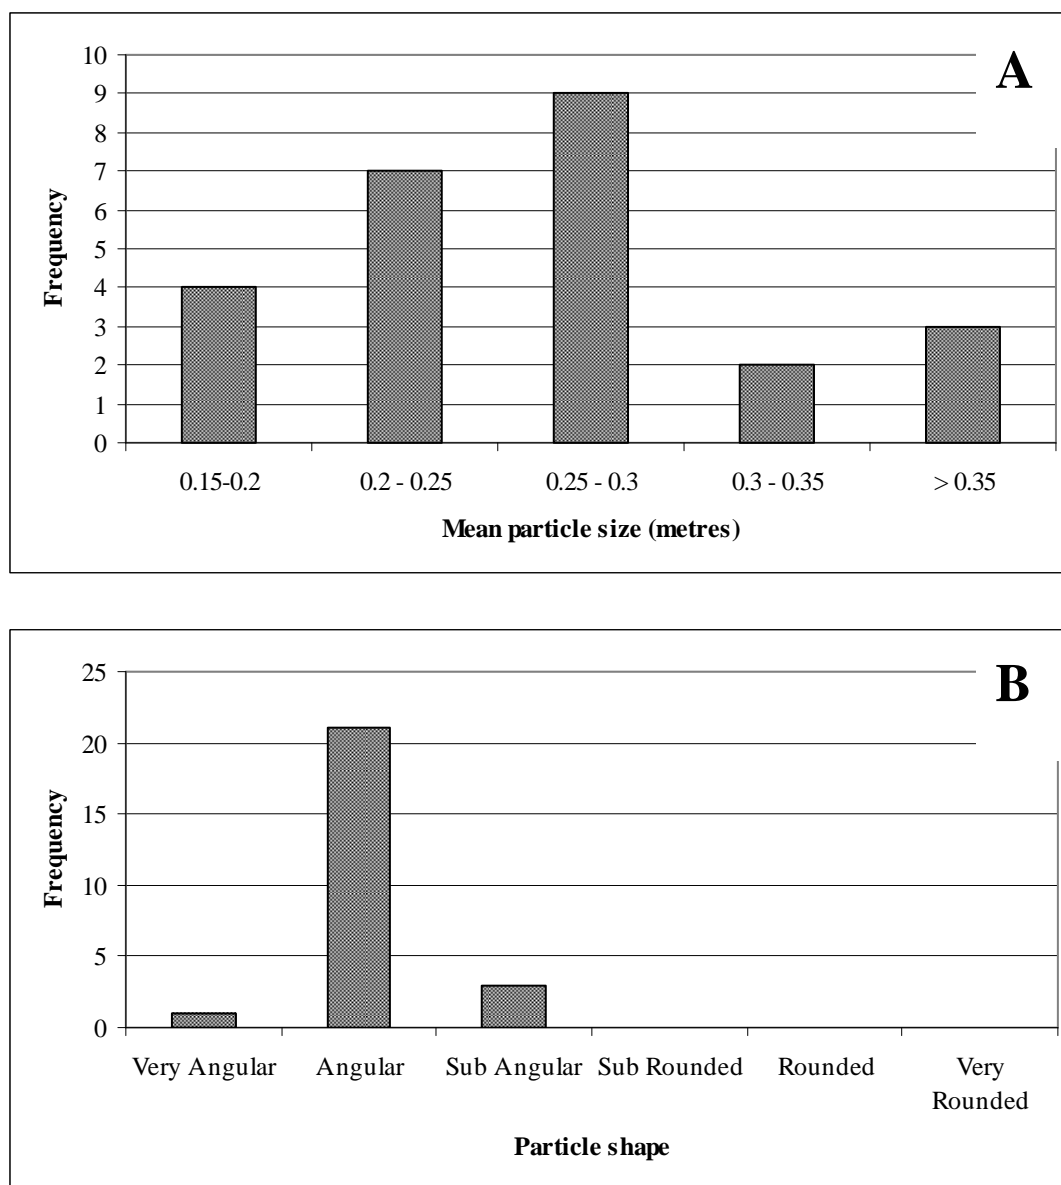 A
10
9
8
7
6
5
4
3
2
1
0
Frequency
0.15-0.2
0.2 - 0.25
0.25 - 0.3
0.3 - 0.35
> 0.35
Mean particle size (metres)
B
25
20
15
10
5
0
Frequency
Very Angular
Angular
Sub Angular
Sub Rounded
Rounded
Very
Rounded
Particle shape